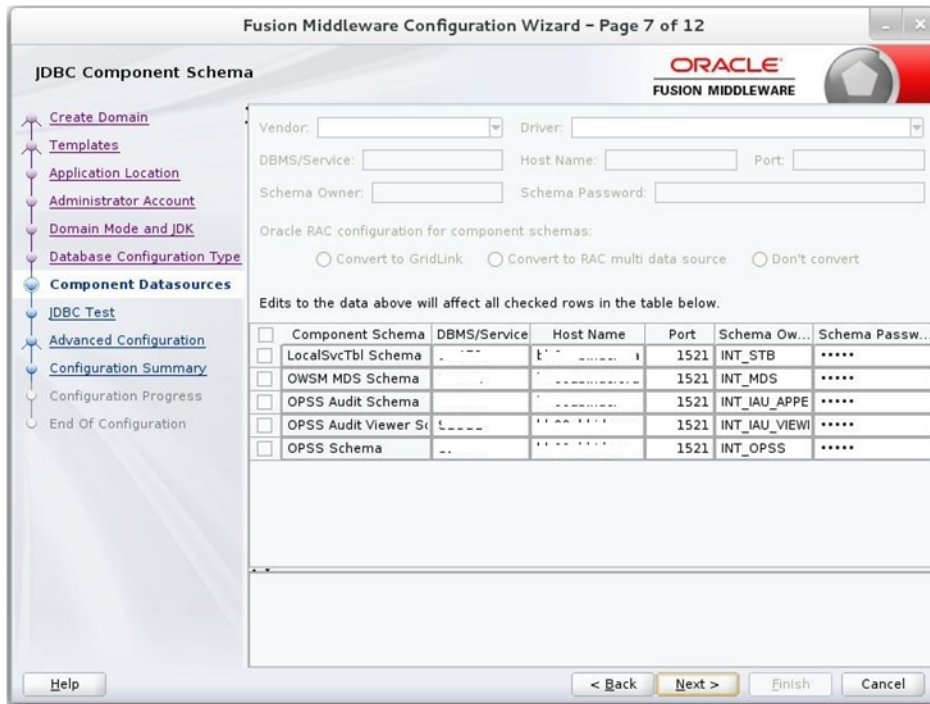 Fusion Middleware Configuration Wizard – Page 7 of 12
JDBC Component Schema
ORACLE
FUSION MIDDLEWARE
Create Domain
Templates
Application Location
Administrator Account
Domain Mode and JDK
Database Configuration Type
Component Datasources
JDBC Test
Advanced Configuration
Configuration Summary
Configuration Progress
End Of Configuration
Vendor: Driver:
DBMS/Service: Host Name: Port:
Schema Owner: Schema Password:
Oracle RAC configuration for component schemas:
Convert to GridLink Convert to RAC multi data source Don't convert
Edits to the data above will affect all checked rows in the table below.
Component Schema DBMS/Service Host Name Port Schema Ow... Schema Passw...
LocalSvcTbl Schema 1521 INT_STB •••••
OWSM MDS Schema 1521 INT_MDS •••••
OPSS Audit Schema 1521 INT_IAU_APPE •••••
OPSS Audit Viewer Sc 1521 INT_IAU_VIEWI •••••
OPSS Schema 1521 INT_OPSS •••••
Help < Back Next > Finish Cancel